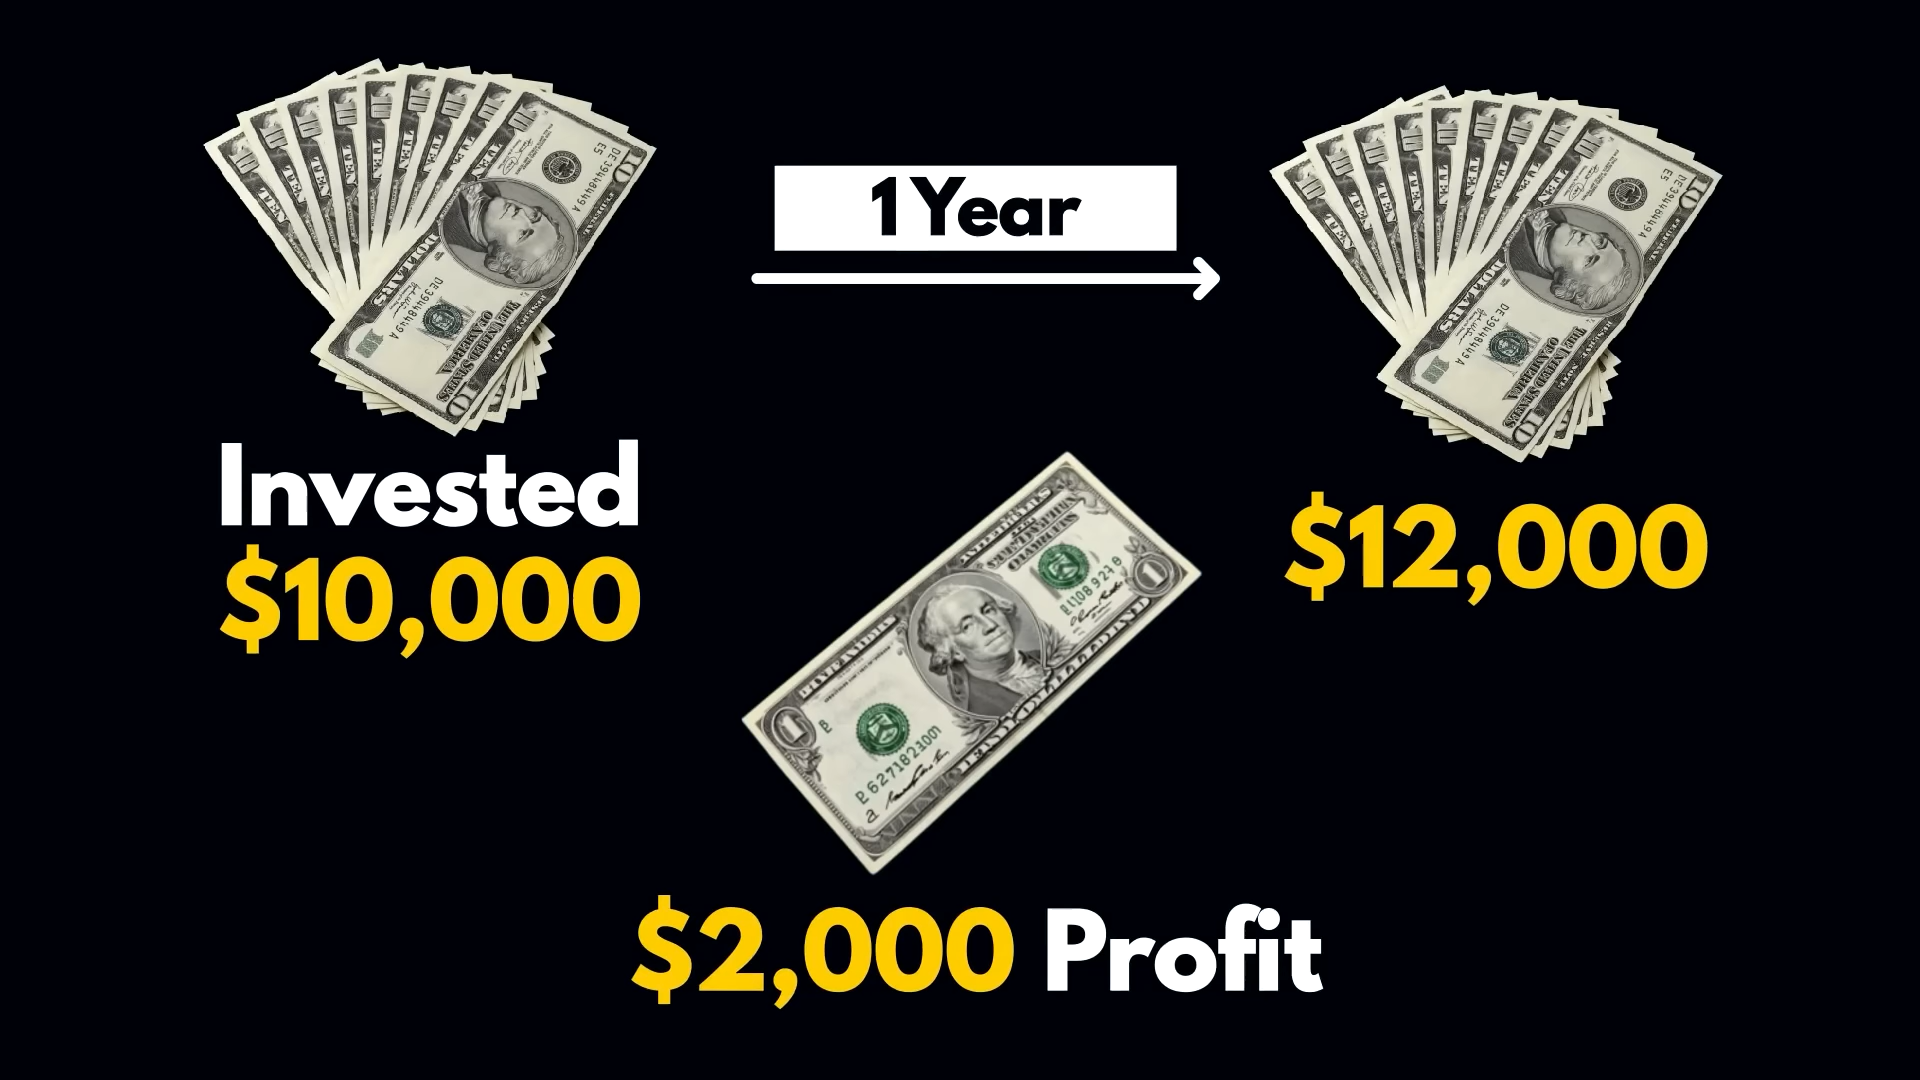 1 Year
Invested
$10,000
$12,000
$2,000 Profit